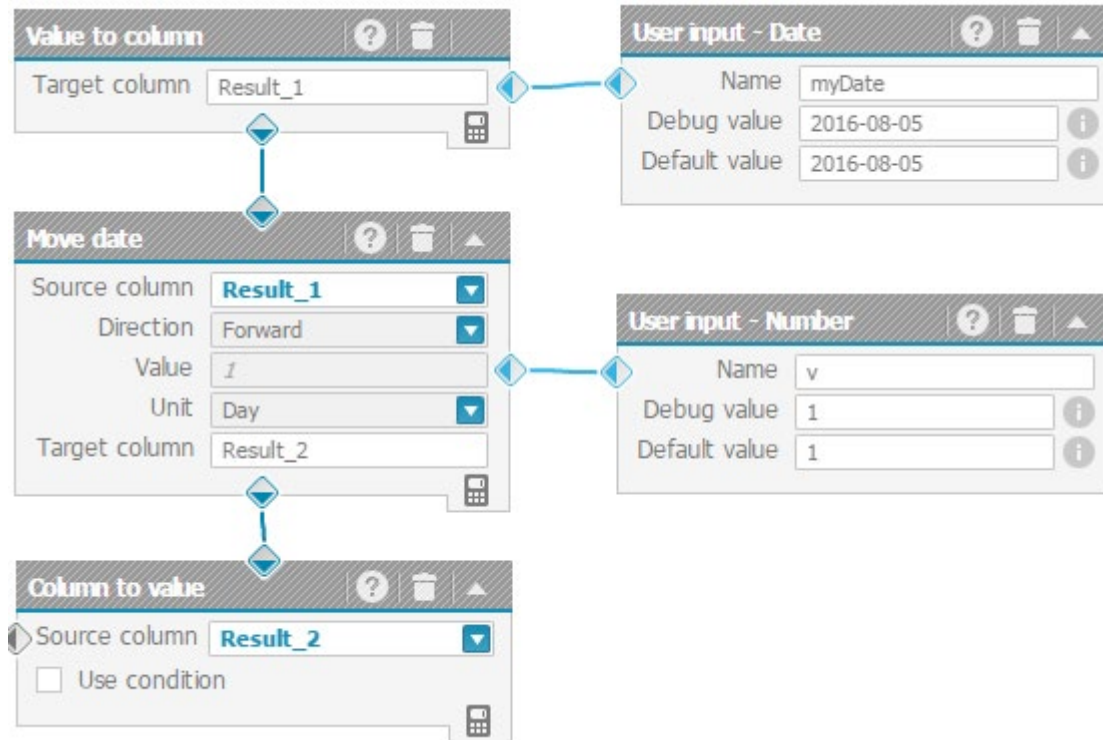 Value to column
Target column Result_1
User input - Date
Name myDate
Debug value 2016-08-05
Default value 2016-08-05
Move date
Source column Result_1
Direction Forward
Value 1
Unit Day
Target column Result_2
User input - Number
Name v
Debug value 1
Default value 1
Column to value
Source column Result_2
Use condition